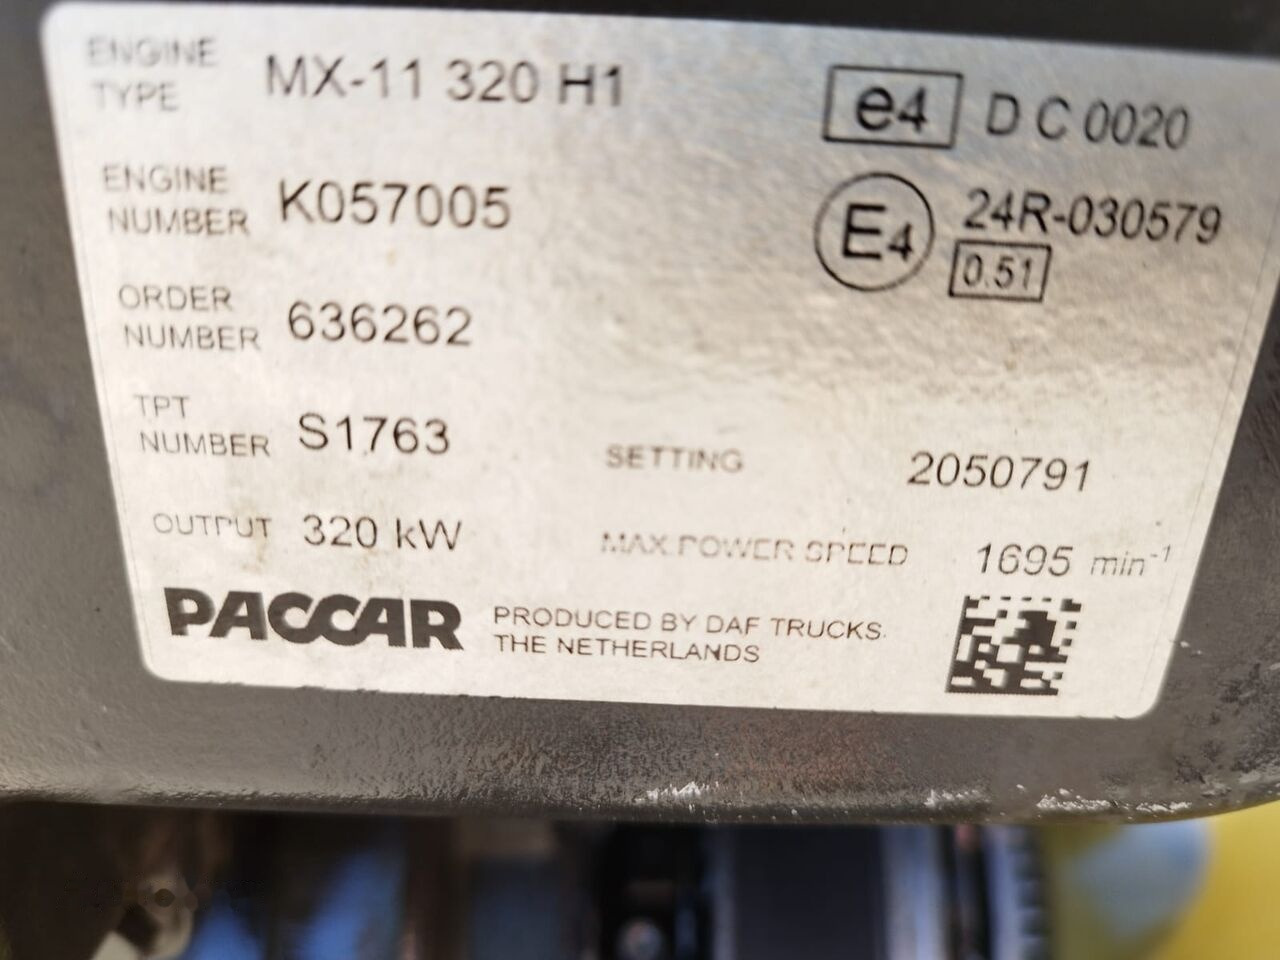 ENGINE TYPE MX-11 320 H1
e4 D C 0020
ENGINE NUMBER K057005
E4 24R-030579
0.51
ORDER NUMBER 636262
TPT NUMBER S1763
SETTING 2050791
OUTPUT 320 kW
MAX.POWER SPEED 1695 min-1
PACCAR
PRODUCED BY DAF TRUCKS.
THE NETHERLANDS